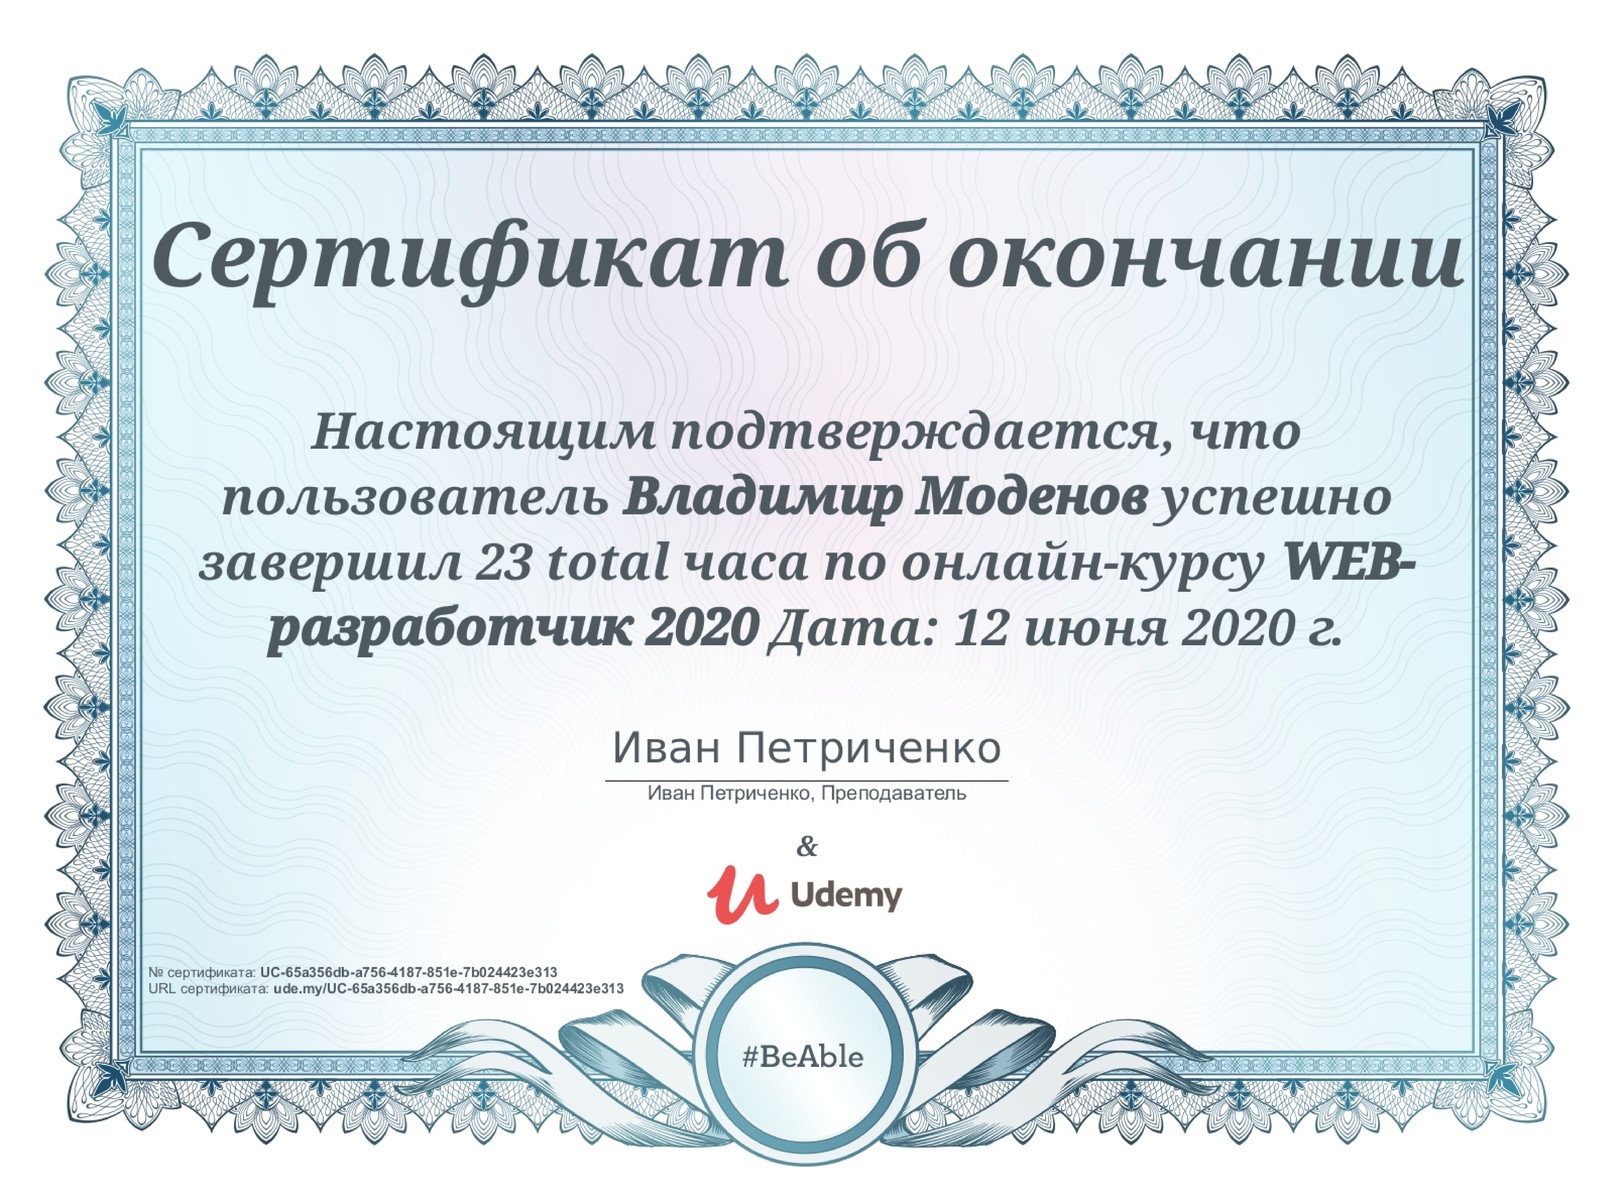 Сертификат об окончании
Настоящим подтверждается, что
пользователь Владимир Моденов успешно
завершил 23 total часа по онлайн-курсу WEB-
разработчик 2020 Дата: 12 июня 2020 г.
Иван Петриченко
Иван Петриченко, Преподаватель
&
Udemy
№ сертификата: UC-65a356db-a756-4187-851e-7b024423e313
URL сертификата: ude.my/UC-65a356db-a756-4187-851e-7b024423e313
#BeAble